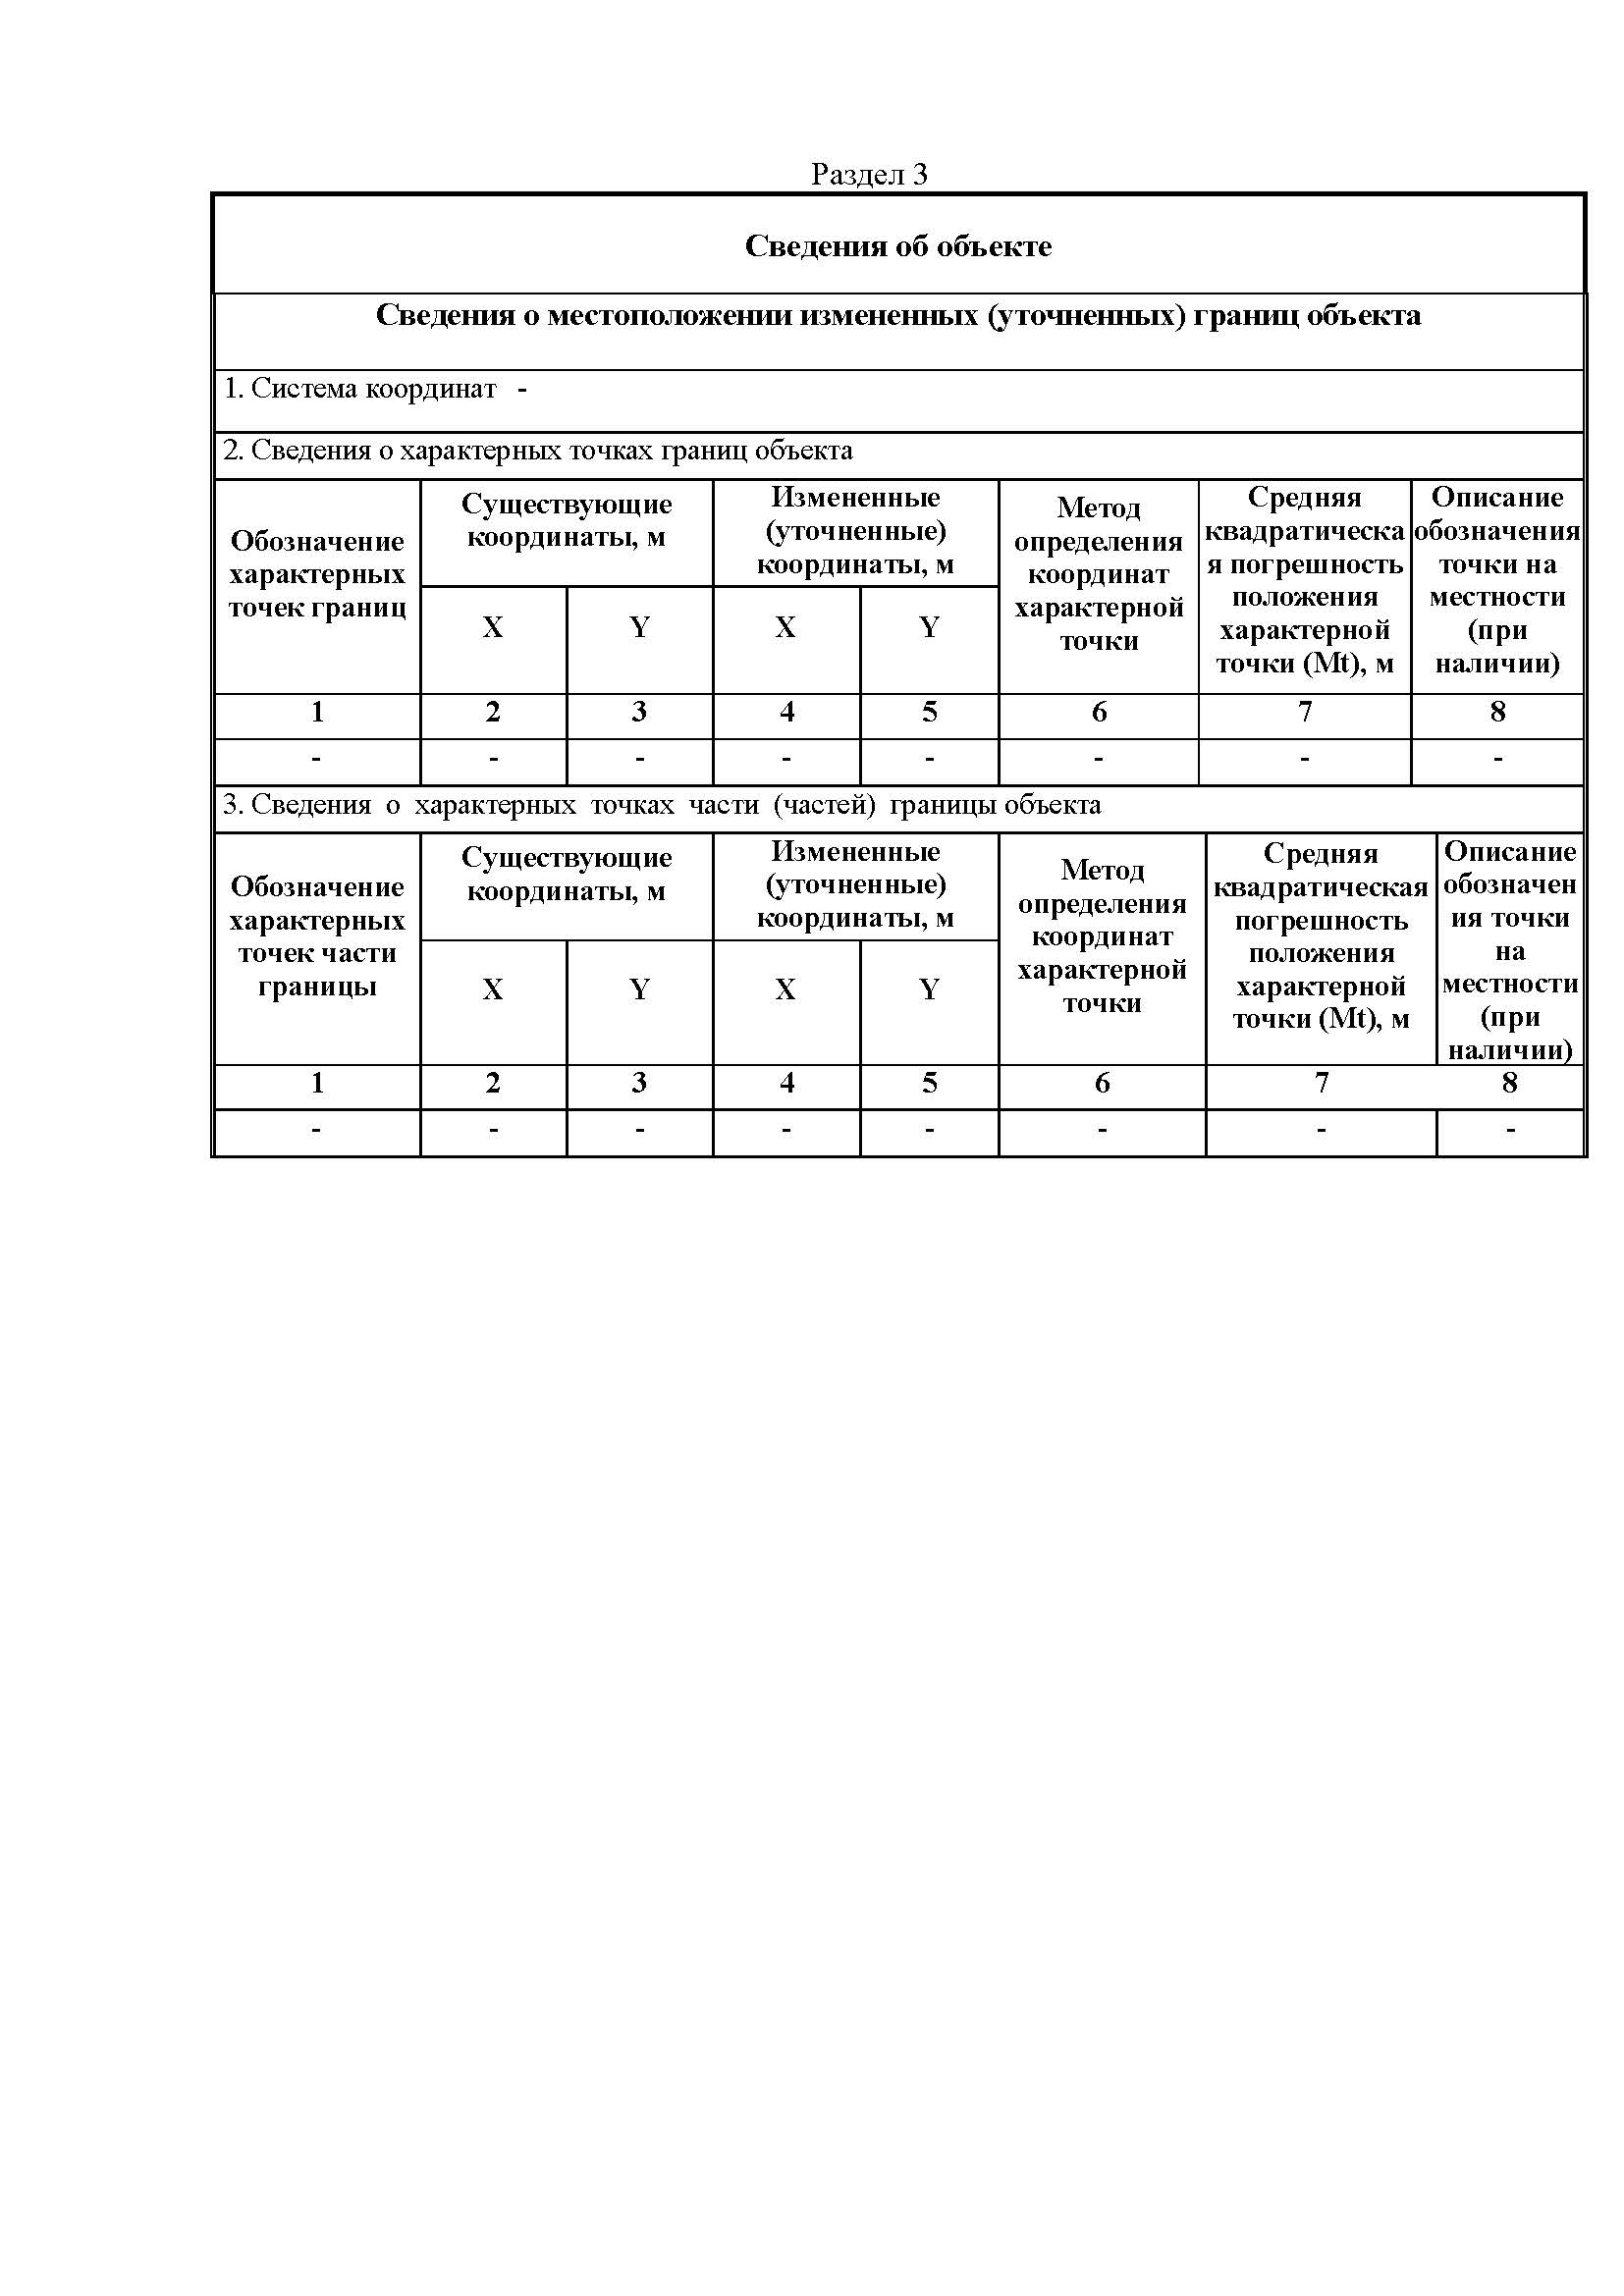 Раздел 3
Сведения об объекте
Сведения о местоположении измененных (уточненных) границ объекта
1. Система координат -
2. Сведения о характерных точках границ объекта
Обозначение
характерных
точек границ
Существующие
координаты, м
Измененные
(уточненные)
координаты, м
Метод
определения
координат
характерной
точки
Средняя
квадратическа
я погрешность
положения
характерной
точки (Mt), м
Описание
обозначения
точки на
местности
(при
наличии)
X Y X Y
1 2 3 4 5 6 7 8
- - - - - - - -
3. Сведения о характерных точках части (частей) границы объекта
Обозначение
характерных
точек части
границы
Существующие
координаты, м
Измененные
(уточненные)
координаты, м
Метод
определения
координат
характерной
точки
Средняя
квадратическая
погрешность
положения
характерной
точки (Mt), м
Описание
обозначен
ия точки
на
местности
(при
наличии)
X Y X Y
1 2 3 4 5 6 7 8
- - - - - - - -